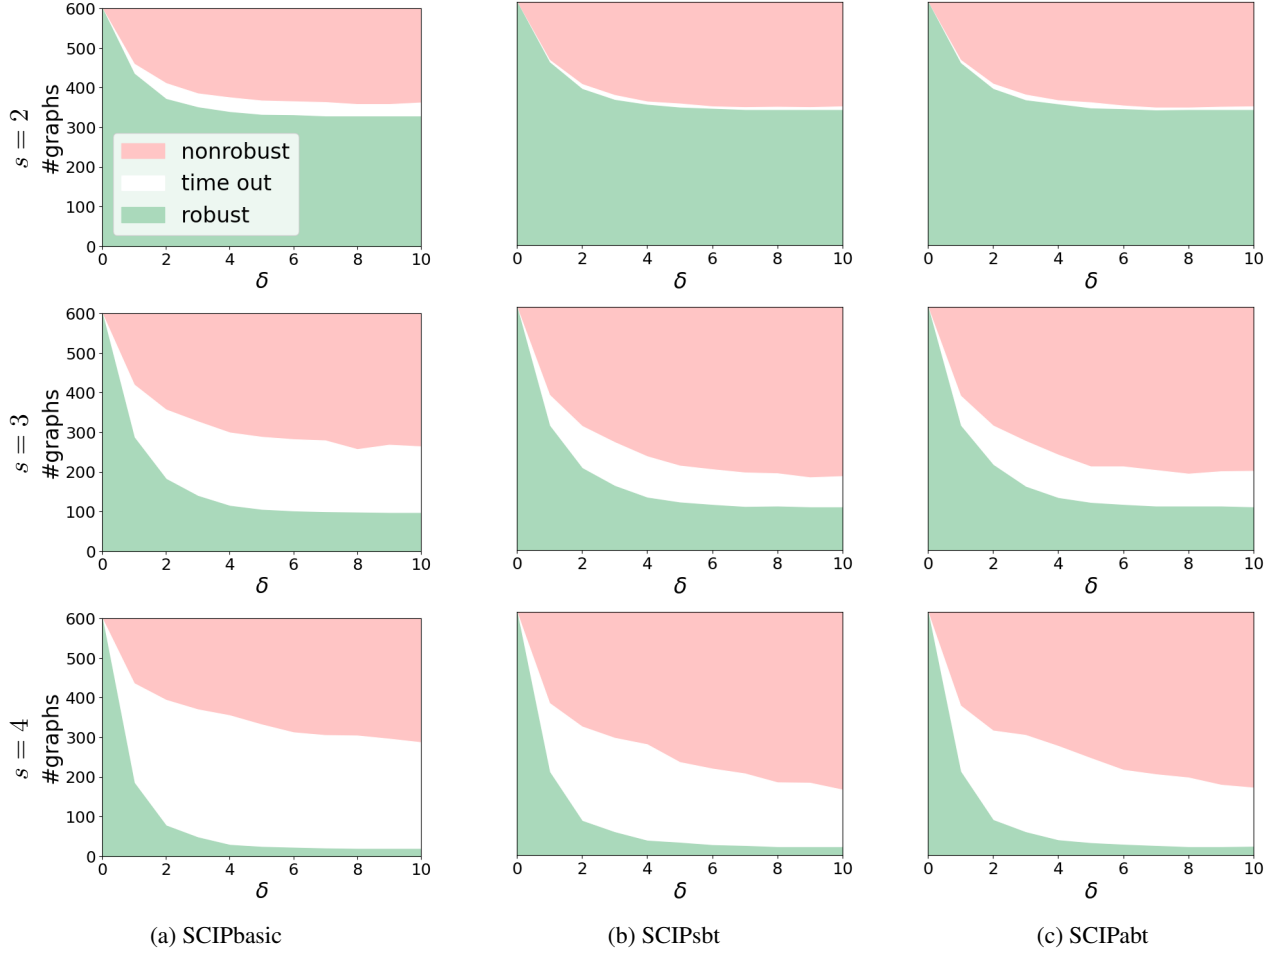 600
500
400
300
200
100
0
s = 2
#graphs
nonrobust
time out
robust
0 2 4 6 8 10
δ
0 2 4 6 8 10
δ
0 2 4 6 8 10
δ
600
500
400
300
200
100
0
s = 3
#graphs
0 2 4 6 8 10
δ
0 2 4 6 8 10
δ
0 2 4 6 8 10
δ
600
500
400
300
200
100
0
s = 4
#graphs
0 2 4 6 8 10
δ
0 2 4 6 8 10
δ
0 2 4 6 8 10
δ
(a) SCIPbasic
(b) SCIPsbt
(c) SCIPabt